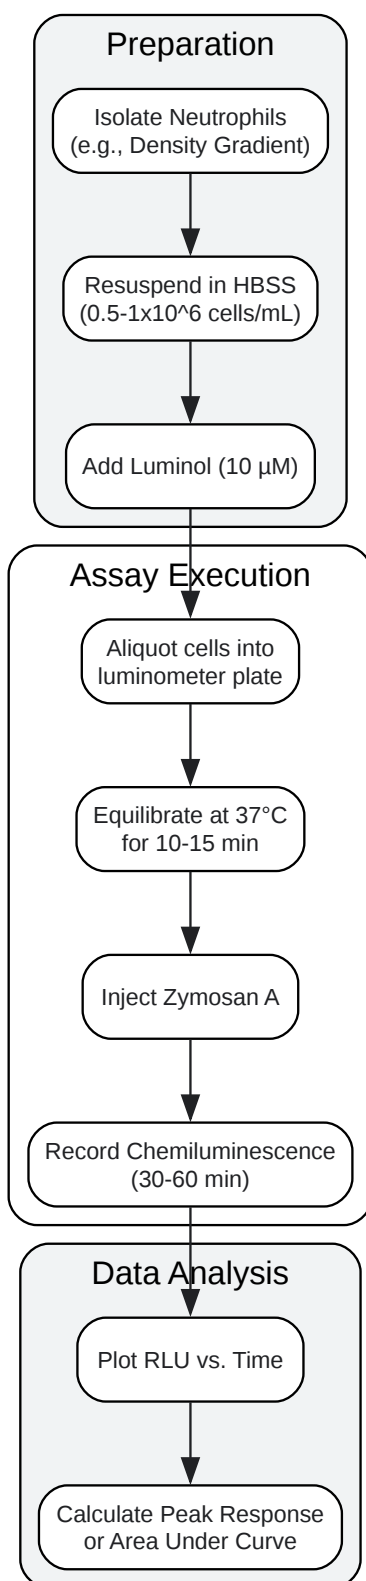 Preparation
Isolate Neutrophils
(e.g., Density Gradient)
Resuspend in HBSS
(0.5-1x10^6 cells/mL)
Add Luminol (10 µM)
Assay Execution
Aliquot cells into
luminometer plate
Equilibrate at 37°C
for 10-15 min
Inject Zymosan A
Record Chemiluminescence
(30-60 min)
Data Analysis
Plot RLU vs. Time
Calculate Peak Response
or Area Under Curve